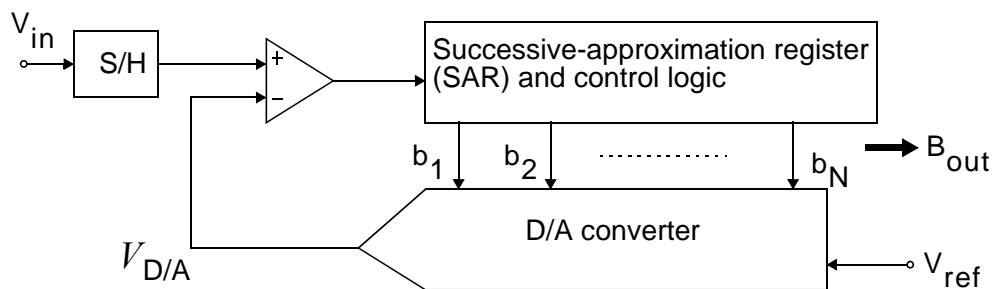 V_in
S/H
+
−
Successive-approximation register
(SAR) and control logic
b_1
b_2
b_N
B_out
D/A converter
V_D/A
V_ref